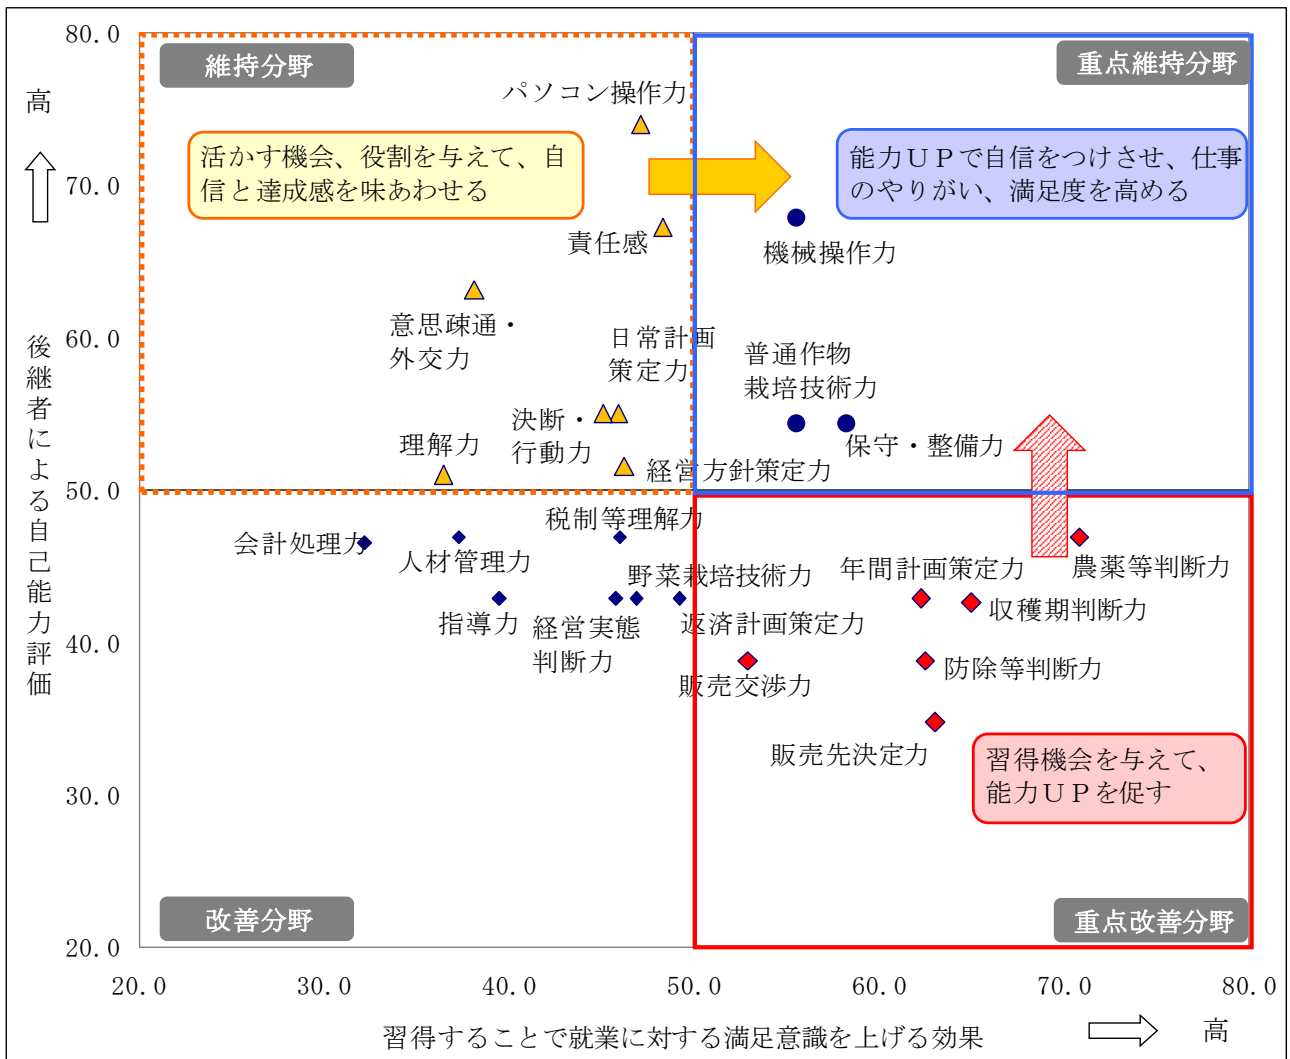 80.0
維持分野
重点維持分野
高
パソコン操作力
活かす機会、役割を与えて、自
信と達成感を味あわせる
能力ＵＰで自信をつけさせ、仕事
のやりがい、満足度を高める
70.0
責任感
機械操作力
意思疎通・
外交力
60.0
日常計画
策定力
普通作物
栽培技術力
後継者による自己能力評価
決断・
行動力
理解力
保守・整備力
経営方針策定力
50.0
税制等理解力
会計処理力
人材管理力
野菜栽培技術力
年間計画策定力
農薬等判断力
指導力
経営実態
判断力
返済計画策定力
収穫期判断力
40.0
販売交渉力
防除等判断力
販売先決定力
習得機会を与えて、
能力ＵＰを促す
30.0
改善分野
重点改善分野
20.0
20.0 30.0 40.0 50.0 60.0 70.0 80.0
習得することで就業に対する満足意識を上げる効果
高